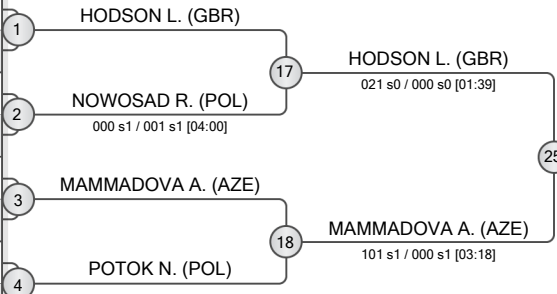 1
HODSON L. (GBR)
17
HODSON L. (GBR)
021 s0 / 000 s0 [01:39]
2
NOWOSAD R. (POL)
000 s1 / 001 s1 [04:00]
25
3
MAMMADOVA A. (AZE)
18
MAMMADOVA A. (AZE)
101 s1 / 000 s1 [03:18]
4
POTOK N. (POL)